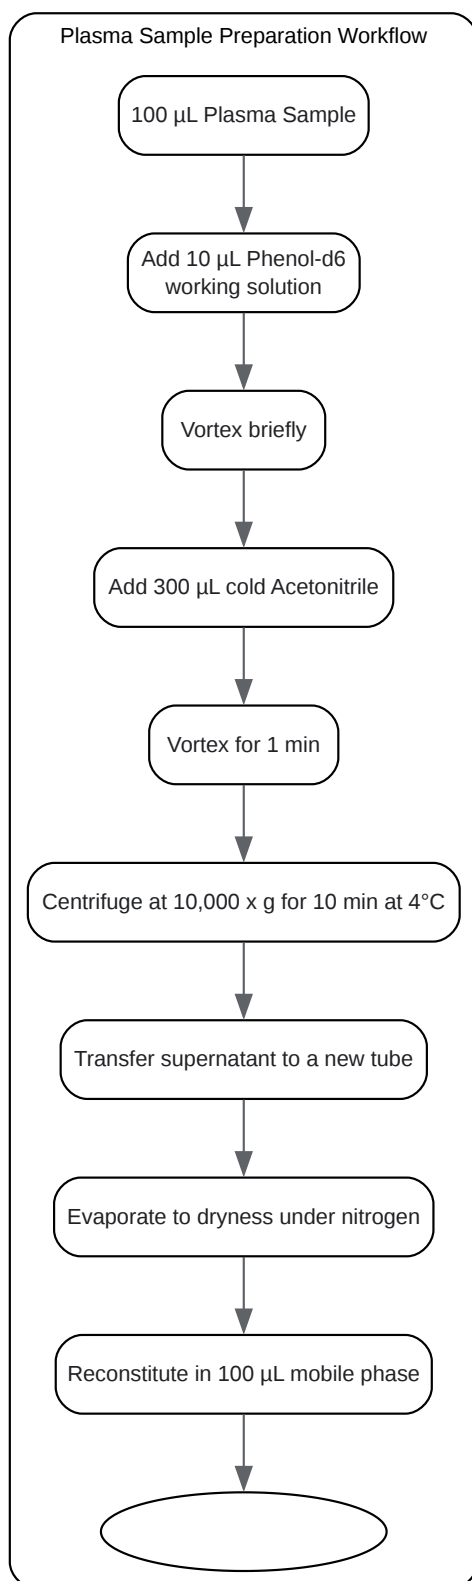 Plasma Sample Preparation Workflow
100 µL Plasma Sample
Add 10 µL Phenol-d6
working solution
Vortex briefly
Add 300 µL cold Acetonitrile
Vortex for 1 min
Centrifuge at 10,000 x g for 10 min at 4°C
Transfer supernatant to a new tube
Evaporate to dryness under nitrogen
Reconstitute in 100 µL mobile phase